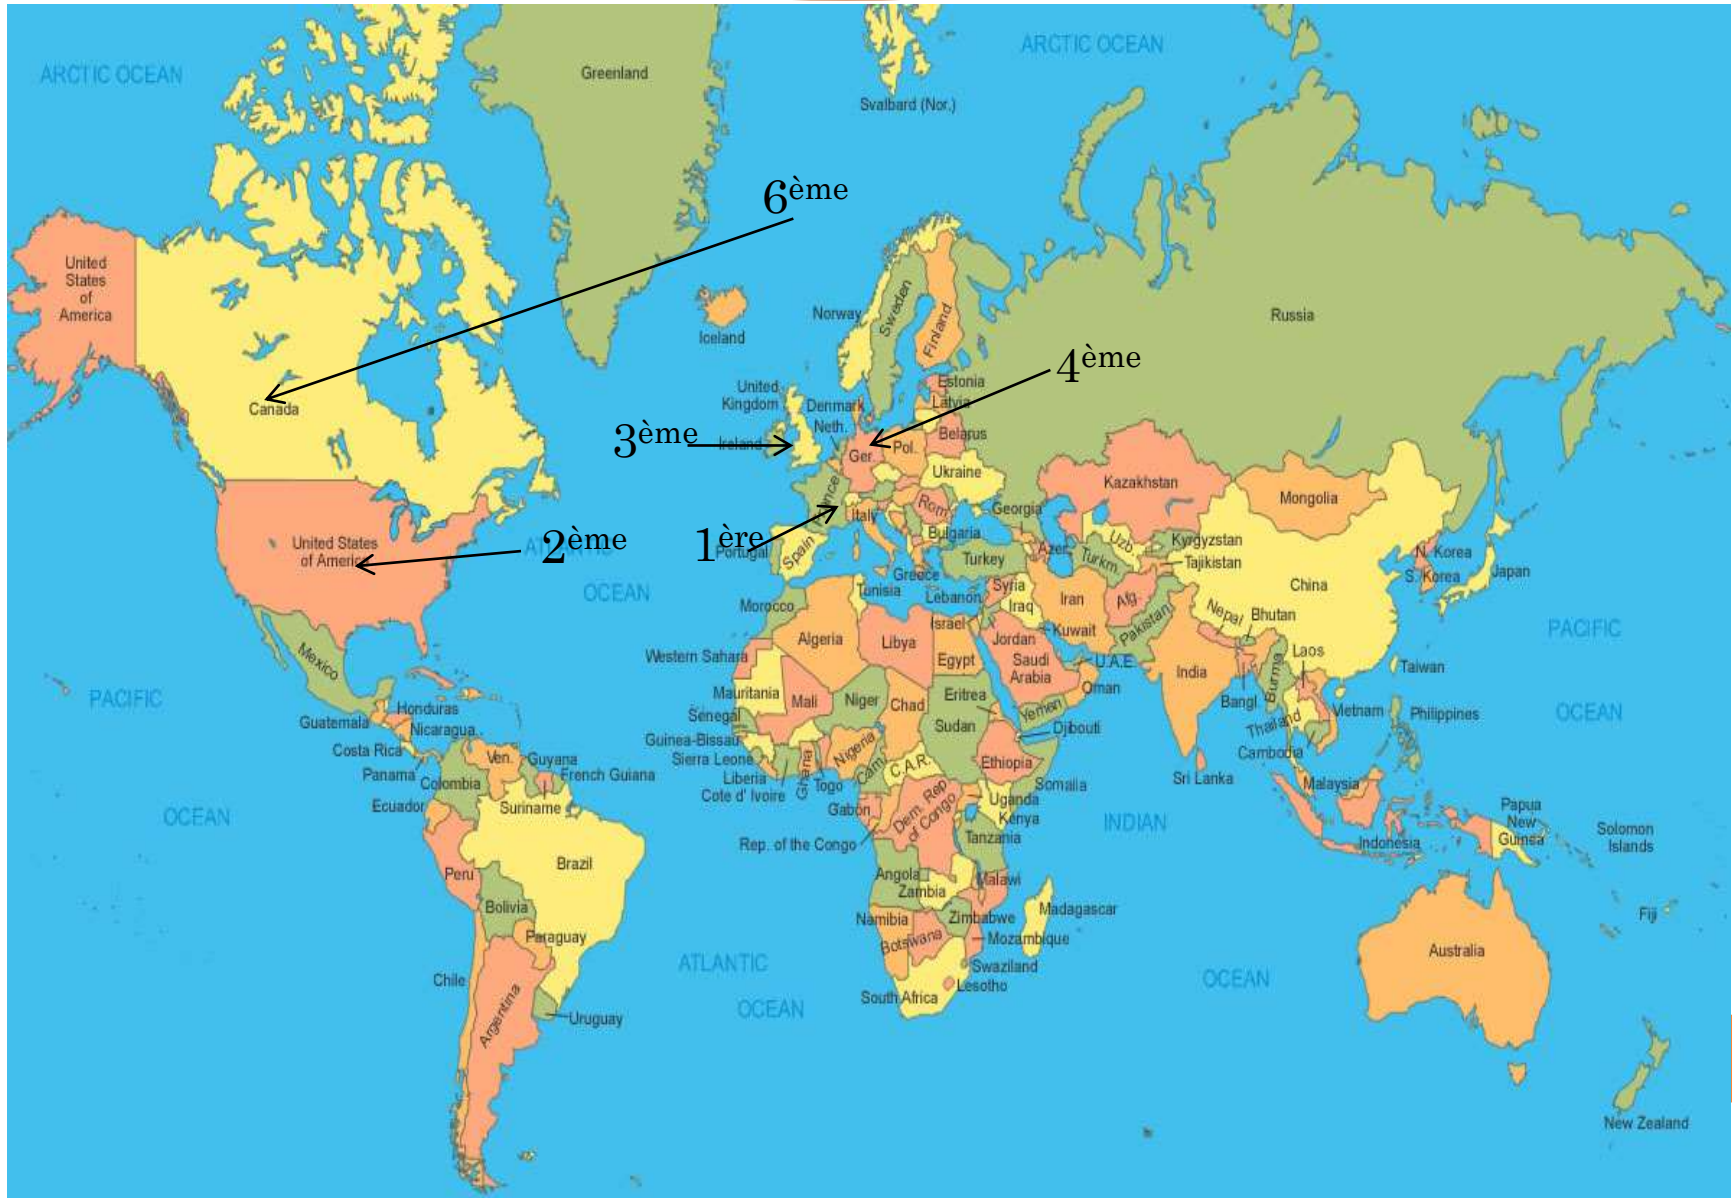 ARCTIC OCEAN
ARCTIC OCEAN
Greenland
Svalbard (Nor.)
6ème
United
States
of
America
Canada
Iceland
Norway
Sweden
Finland
Russia
4ème
Estonia
Latvia
United
Kingdom
Denmark
Neth.
3ème
Ireland
Belarus
Ger.
Pol.
Ukraine
Kazakhstan
Mongolia
France
Rom.
Georgia
Italy
Bulgaria
1ère
2ème
United States
of America
ATLANTIC
OCEAN
Portugal
Spain
Turkey
Azer.
Uzb.
Turkm.
Kyrgyzstan
Tajikistan
N. Korea
S. Korea
Japan
China
Greece
Tunisia
Lebanon
Syria
Iraq
Iran
Afg.
Pakistan
Nepal
Bhutan
Morocco
Algeria
Libya
Israel
Egypt
Jordan
Kuwait
Saudi
Arabia
U.A.E.
Oman
India
Bangl
Burma
Laos
Taiwan
PACIFIC
OCEAN
Mexico
Western Sahara
Mauritania
Mali
Niger
Chad
Eritrea
Sudan
Yemen
Djibouti
Thailand
Vietnam
Cambodia
Philippines
PACIFIC
OCEAN
Honduras
Guatemala
Nicaragua
Costa Rica
Panama
Senegal
Guinea-Bissau
Sierra Leone
Liberia
Cote d' Ivoire
Ghana
Togo
Nigeria
Cam.
C.A.R.
Ethiopia
Somalia
Sri Lanka
Malaysia
Ven.
Guyana
French Guiana
Colombia
Suriname
Ecuador
Gabon
Dem. Rep
of Congo
Uganda
Kenya
Tanzania
Rep. of the Congo
INDIAN
OCEAN
Indonesia
Papua
New
Guinea
Solomon
Islands
Brazil
Peru
Bolivia
Paraguay
Angola
Zambia
Malawi
Namibia
Botswana
Zimbabwe
Mozambique
Madagascar
Swaziland
Lesotho
South Africa
Fiji
Australia
ATLANTIC
OCEAN
Chile
Argentina
Uruguay
New Zealand